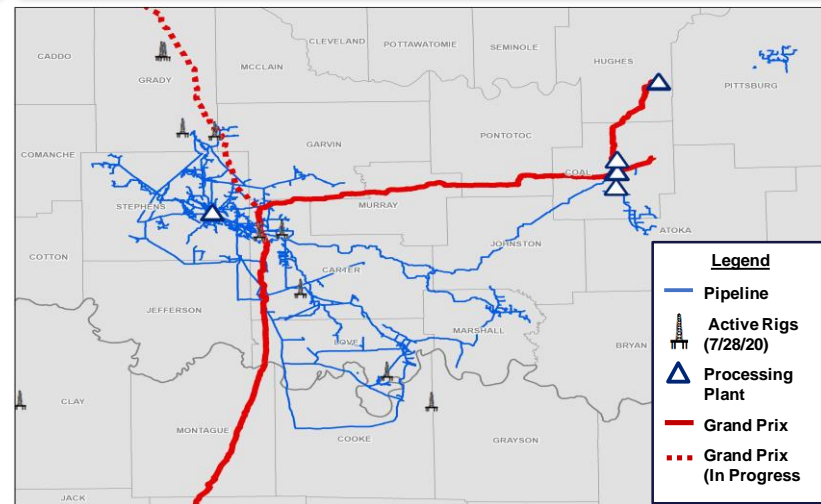 CLEVELAND
POTTAWATOMIE
SEMINOLE
HUGHES
CADDO
MCCLAIN
GRADY
PITTSBURG
GARVIN
PONTOTOC
COMANCHE
COAL
STEPHENS
MURRAY
ATOKA
JOHNSTON
COTTON
CARTER
JEFFERSON
LOVE
MARSHALL
BRYAN
CLAY
MONTAGUE
COOKE
GRAYSON
JACK
Legend
Pipeline
Active Rigs
(7/28/20)
Processing
Plant
Grand Prix
Grand Prix
(In Progress